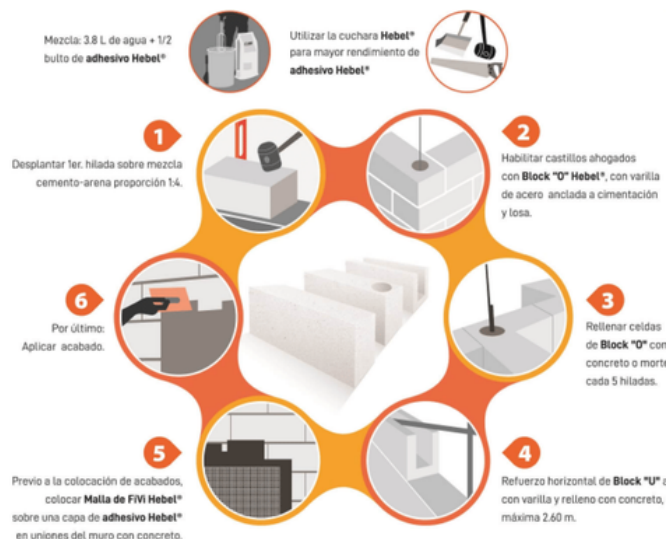 Mezcla: 3.8 L de agua + 1/2
bulto de adhesivo Hebel®
Utilizar la cuchara Hebel®
para mayor rendimiento de
adhesivo Hebel®
1
Desplantar 1er. hilada sobre mezcla
cemento-arena proporción 1:4.
2
Habilitar castillos ahogados
con Block "O" Hebel®, con varilla
de acero anclada a cimentación
y losa.
3
Rellenar celdas
de Block "O" con
concreto o morte
cada 5 hiladas.
4
Refuerzo horizontal de Block "U" a
con varilla y relleno con concreto,
máxima 2.60 m.
5
Previo a la colocación de acabados,
colocar Malla de FiVi Hebel®
sobre una capa de adhesivo Hebel®
en uniones del muro con concreto.
6
Por último:
Aplicar acabado.